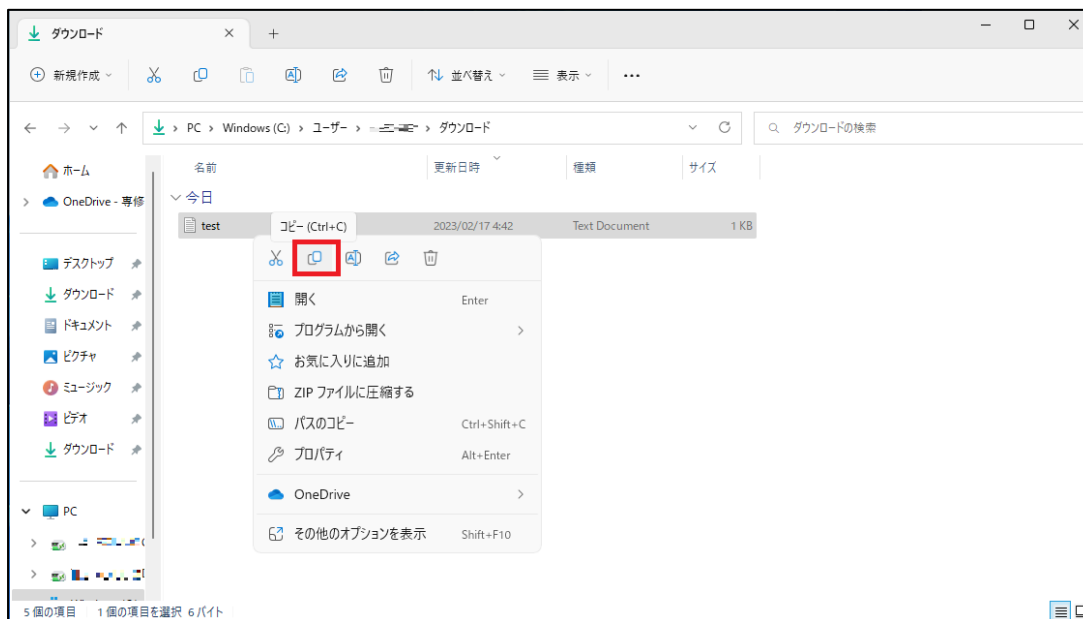 ダウンロード
新規作成
並べ替え
表示
PC > Windows (C:) > ユーザー > > ダウンロード
ダウンロードの検索
ホーム
OneDrive - 専修
デスクトップ
ダウンロード
ドキュメント
ピクチャ
ミュージック
ビデオ
ダウンロード
PC
名前 更新日時 種類 サイズ
今日
test 2023/02/17 4:42 Text Document 1 KB
コピー (Ctrl+C)
開く Enter
プログラムから開く
お気に入りに追加
ZIP ファイルに圧縮する
パスのコピー Ctrl+Shift+C
プロパティ Alt+Enter
OneDrive
その他のオプションを表示 Shift+F10
5 個の項目 1 個の項目を選択 6 バイト